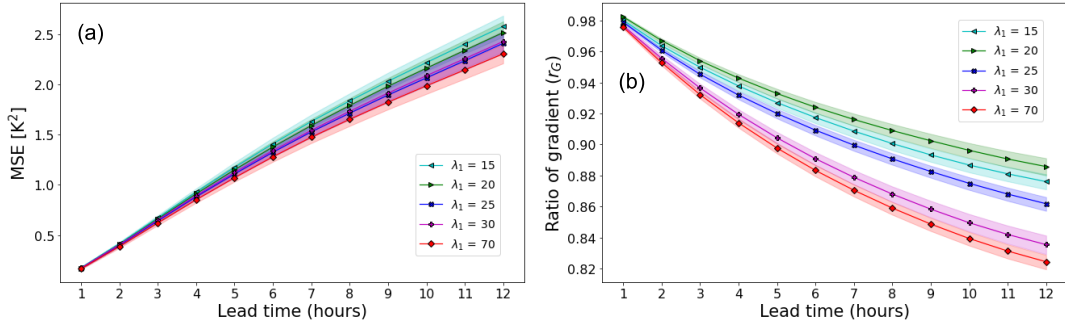 (a)
MSE [K²]
2.5
2.0
1.5
1.0
0.5
λ₁ = 15
λ₁ = 20
λ₁ = 25
λ₁ = 30
λ₁ = 70
1 2 3 4 5 6 7 8 9 10 11 12
Lead time (hours)
(b)
Ratio of gradient (r_G)
0.98
0.96
0.94
0.92
0.90
0.88
0.86
0.84
0.82
λ₁ = 15
λ₁ = 20
λ₁ = 25
λ₁ = 30
λ₁ = 70
1 2 3 4 5 6 7 8 9 10 11 12
Lead time (hours)